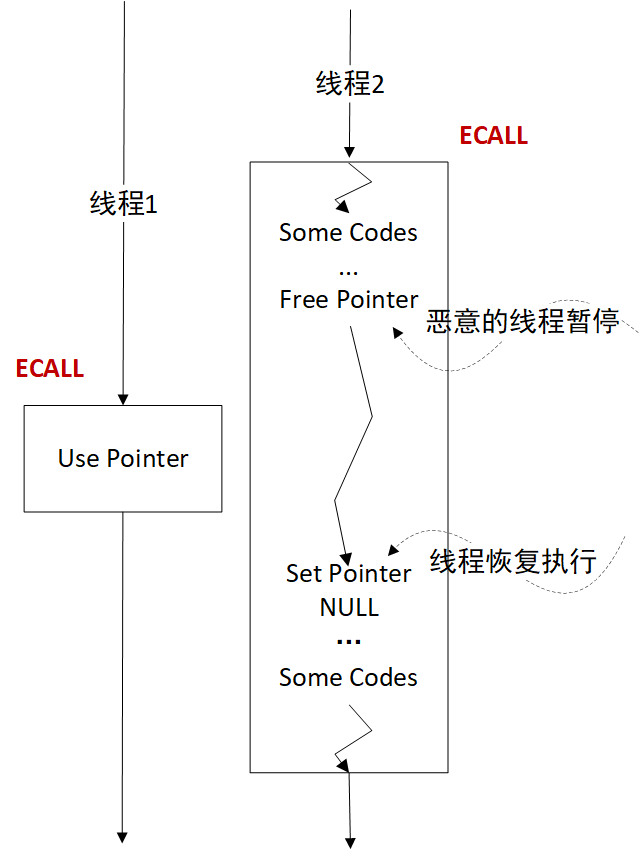 线程2
ECALL
线程1
Some Codes
...
Free Pointer
恶意的线程暂停
ECALL
Use Pointer
线程恢复执行
Set Pointer
NULL
...
Some Codes